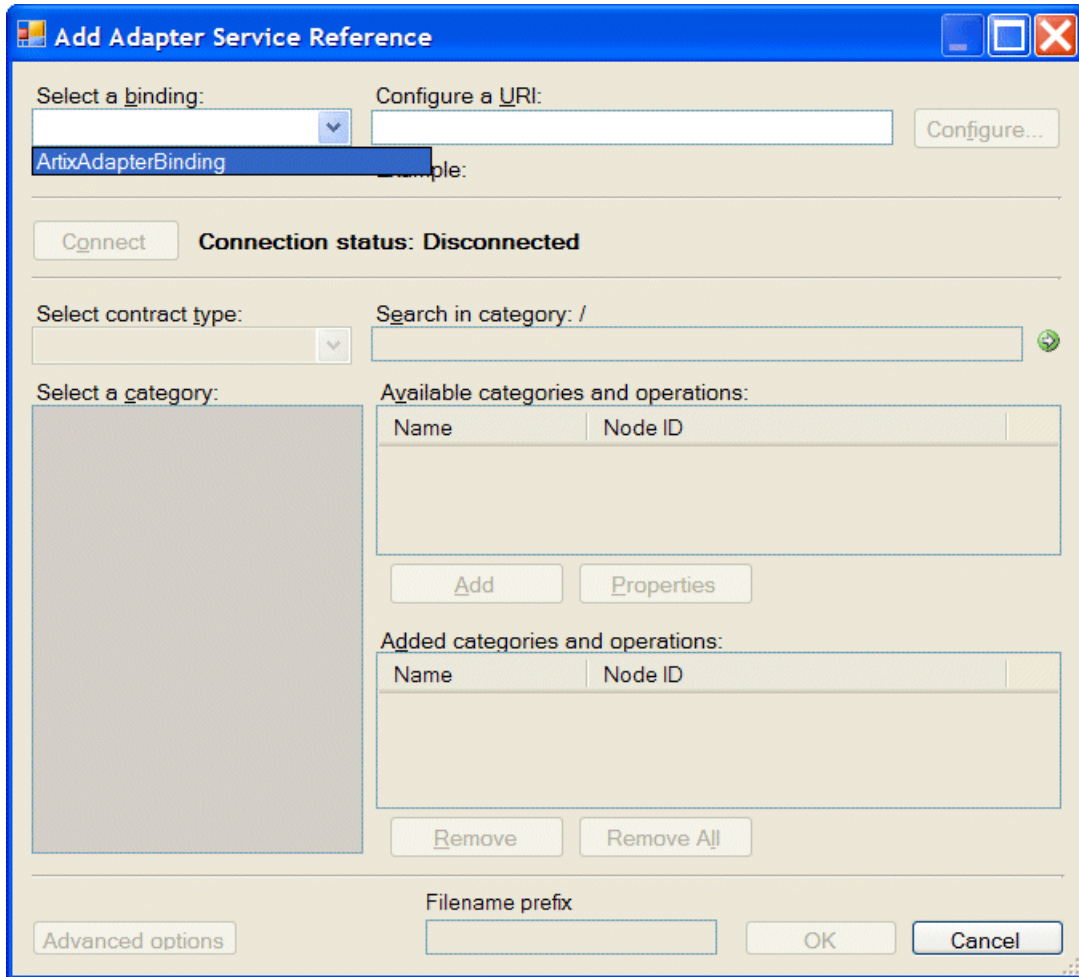 Add Adapter Service Reference
Select a binding: Configure a URI:
Configure...
ArtixAdapterBinding
Example:
Connect Connection status: Disconnected
Select contract type: Search in category: /
Select a category: Available categories and operations:
Name Node ID
Add Properties
Added categories and operations:
Name Node ID
Remove Remove All
Filename prefix
Advanced options OK Cancel